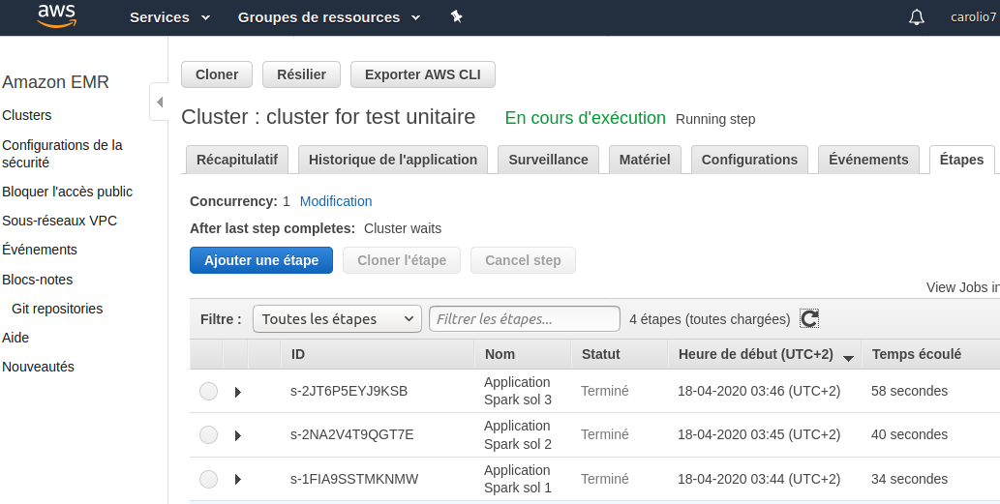 aws
Services
Groupes de ressources
carolio7
Amazon EMR
Clusters
Configurations de la
sécurité
Bloquer l'accès public
Sous-réseaux VPC
Événements
Blocs-notes
Git repositories
Aide
Nouveautés
Cloner Résilier Exporter AWS CLI
Cluster : cluster for test unitaire En cours d'exécution Running step
Récapitulatif Historique de l'application Surveillance Matériel Configurations Événements Étapes
Concurrency: 1 Modification
After last step completes: Cluster waits
Ajouter une étape Cloner l'étape Cancel step
View Jobs in
Filtre : Toutes les étapes Filtrer les étapes... 4 étapes (toutes chargées)
ID Nom Statut Heure de début (UTC+2) Temps écoulé
s-2JT6P5EYJ9KSB Application Spark sol 3 Terminé 18-04-2020 03:46 (UTC+2) 58 secondes
s-2NA2V4T9QGT7E Application Spark sol 2 Terminé 18-04-2020 03:45 (UTC+2) 40 secondes
s-1FIA9SSTMKNMW Application Spark sol 1 Terminé 18-04-2020 03:44 (UTC+2) 34 secondes